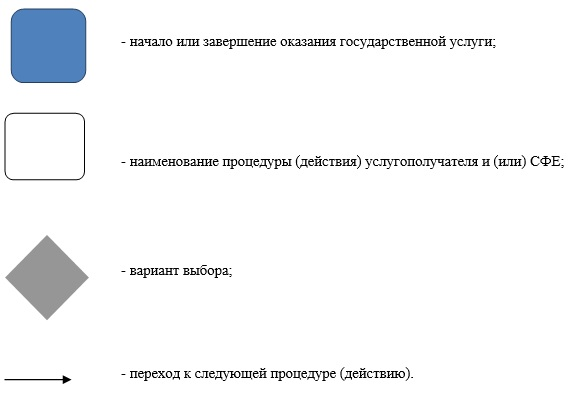 - начало или завершение оказания государственной услуги;
- наименование процедуры (действия) услугополучателя и (или) СФЕ;
- вариант выбора;
- переход к следующей процедуре (действию).